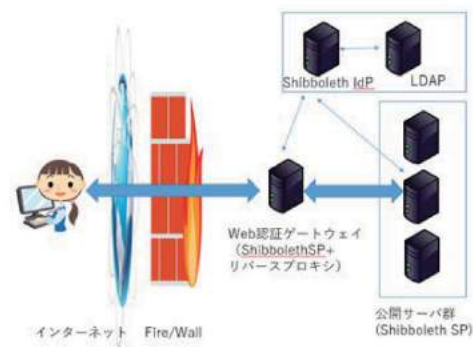 Shibboleth IdP
LDAP
Web認証ゲートウェイ
（ShibbolethSP+
リバースプロキシ）
公開サーバ群
(Shibboleth SP)
インターネット
Fire/Wall